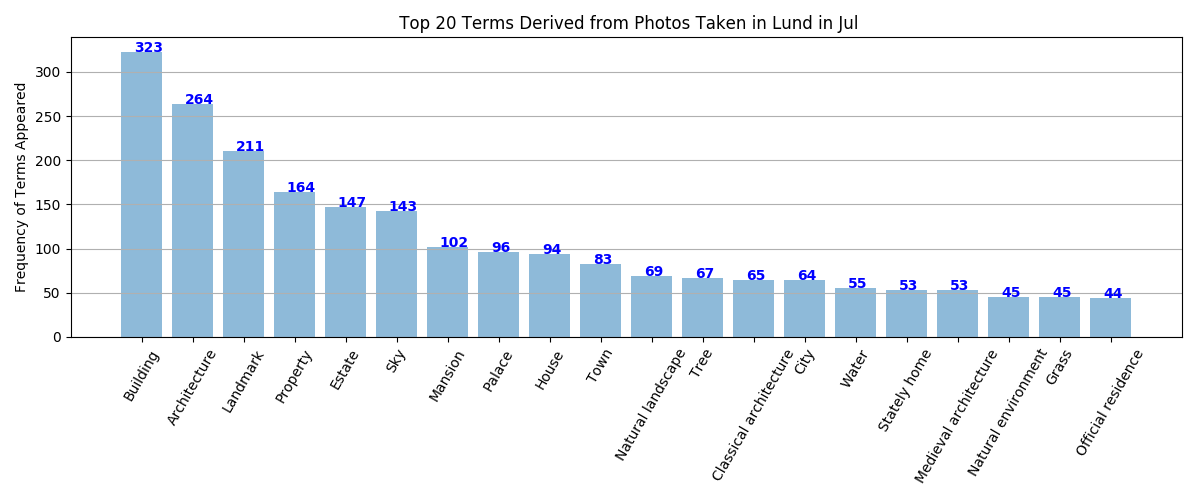 Top 20 Terms Derived from Photos Taken in Lund in Jul
Frequency of Terms Appeared
300
250
200
150
100
50
0
323
264
211
164
147
143
102
96
94
83
69
67
65
64
55
53
53
45
45
44
Building
Architecture
Landmark
Property
Estate
Sky
Mansion
Palace
House
Town
Natural landscape
Tree
Classical architecture
City
Water
Stately home
Medieval architecture
Natural environment
Grass
Official residence